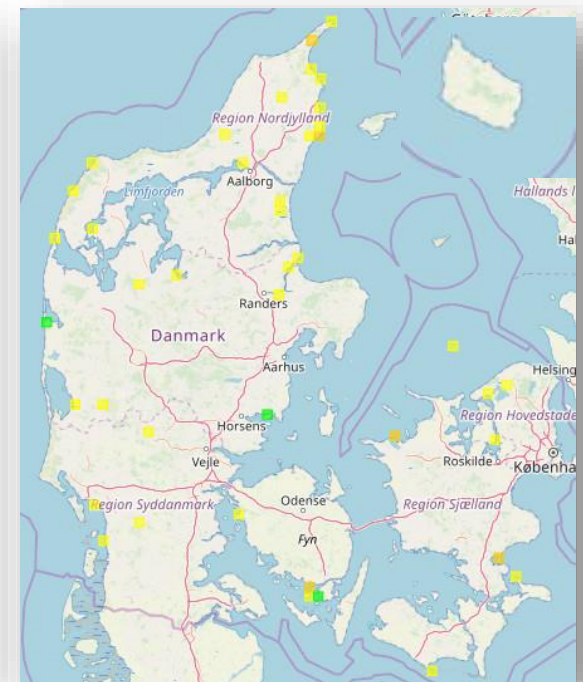 Region Nordjylland
Aalborg
Limfjorden
Hallands l
Ha
Randers
Danmark
Aarhus
Helsing
Horsens
Region Hovedstade
Vejle
Roskilde
Københa
Region Syddanmark
Odense
Region Sjælland
Fyn